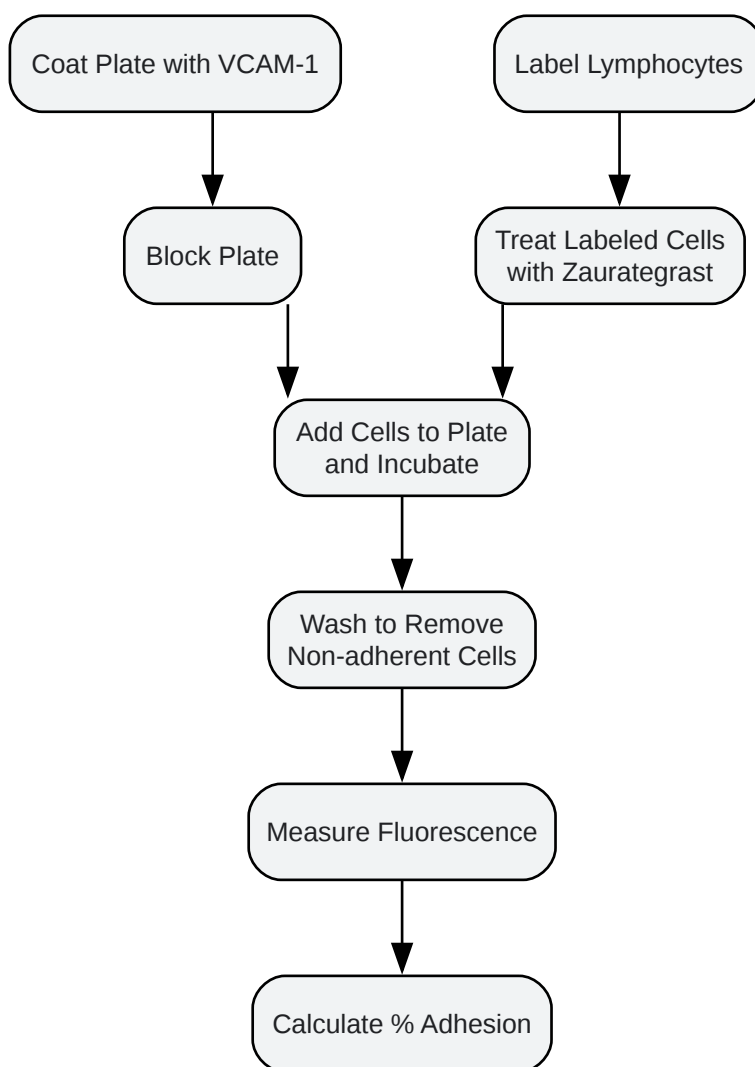 Coat Plate with VCAM-1
Label Lymphocytes
Block Plate
Treat Labeled Cells
with Zaurategrast
Add Cells to Plate
and Incubate
Wash to Remove
Non-adherent Cells
Measure Fluorescence
Calculate % Adhesion